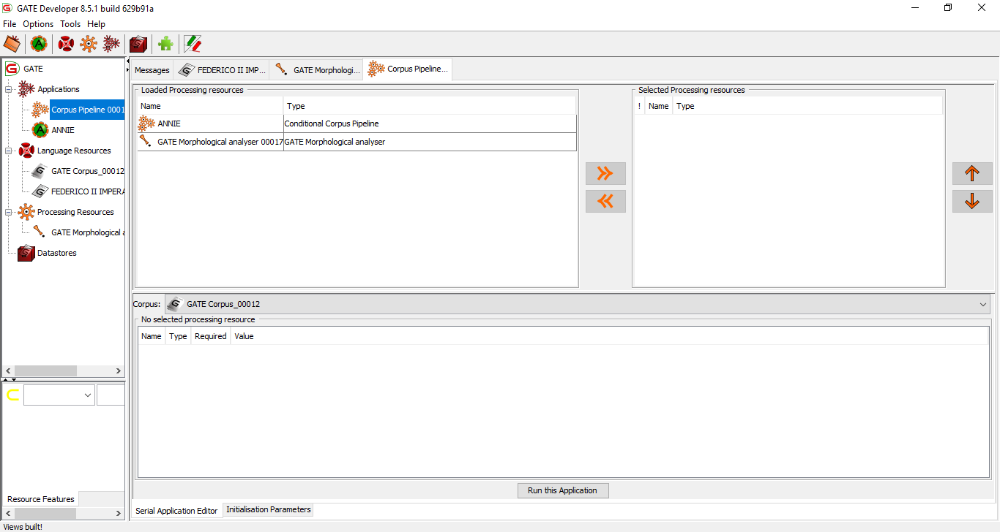 GATE Developer 8.5.1 build 629b91a
File Options Tools Help
GATE
Applications
Corpus Pipeline 0001
ANNIE
Language Resources
GATE Corpus_00012
FEDERICO II IMPERA
Processing Resources
GATE Morphological a
Datastores
Resource Features
Messages FEDERICO II IMP... GATE Morphologi... Corpus Pipeline...
Loaded Processing resources
Name Type
ANNIE Conditional Corpus Pipeline
GATE Morphological analyser 00017 GATE Morphological analyser
Selected Processing resources
! Name Type
Corpus: GATE Corpus_00012
No selected processing resource
Name Type Required Value
Run this Application
Serial Application Editor Initialisation Parameters
Views built!